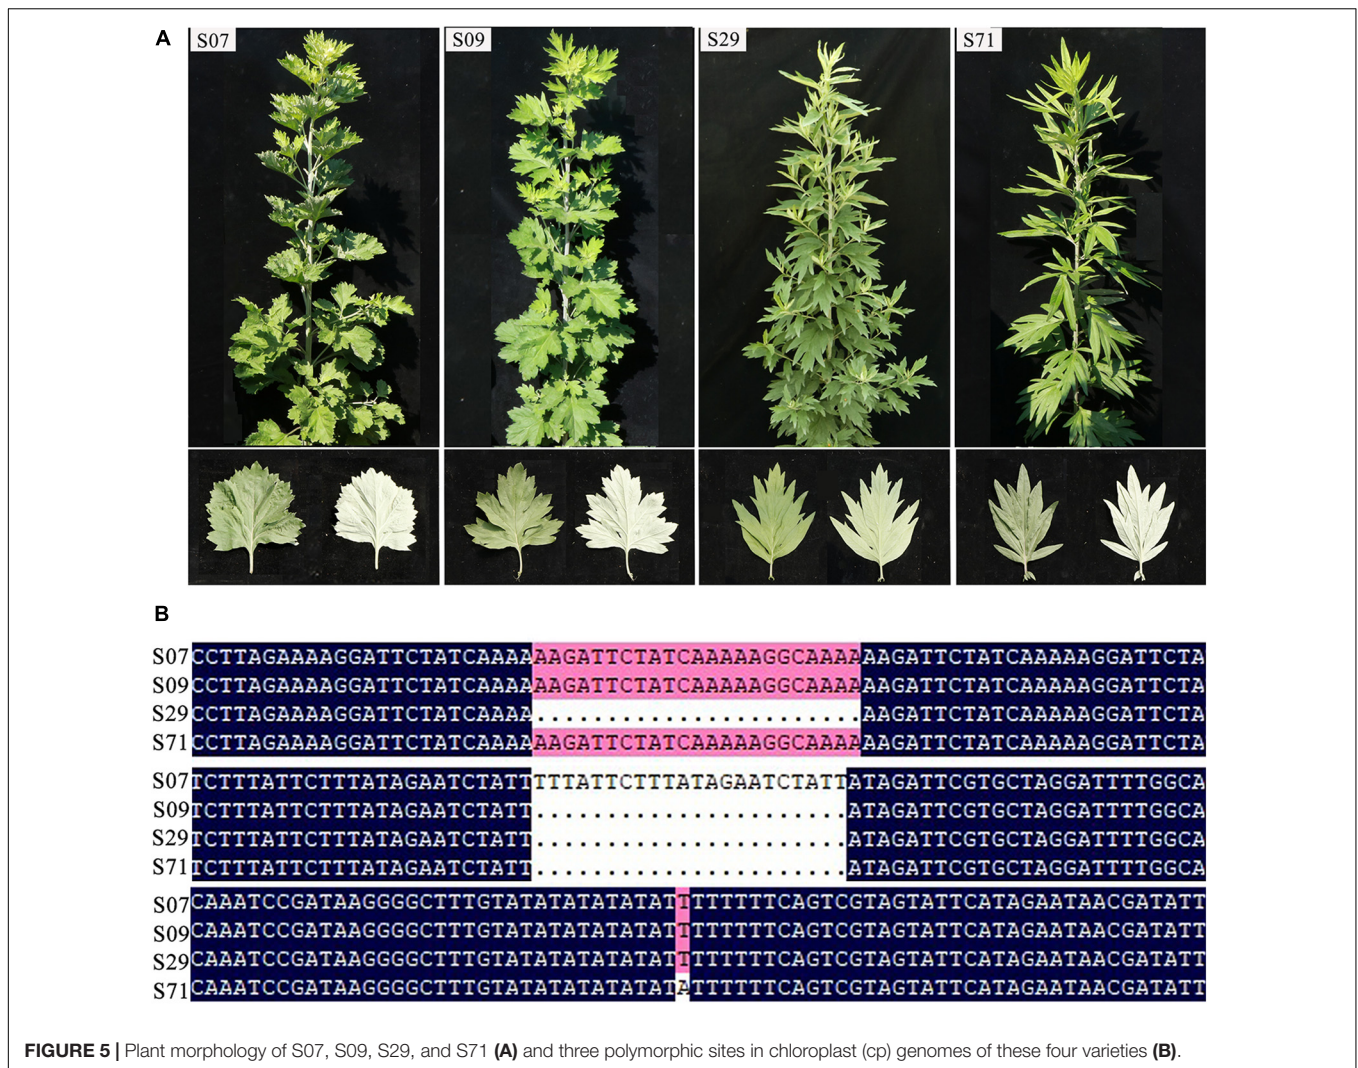 A
S07
S09
S29
S71
B
S07 CCTTAGAAAAGGATTCTATCAAAAAAGATTCTATCAAAAAGGCAAAAAAGATTCTATCAAAAAGGATTCTA
S09 CCTTAGAAAAGGATTCTATCAAAAAAGATTCTATCAAAAAGGCAAAAAAGATTCTATCAAAAAGGATTCTA
S29 CCTTAGAAAAGGATTCTATCAAAA.......................AAGATTCTATCAAAAAGGATTCTA
S71 CCTTAGAAAAGGATTCTATCAAAAAAGATTCTATCAAAAAGGCAAAAAAGATTCTATCAAAAAGGATTCTA
S07 TCTTTATTCTTTATAGAATCTATTTTTATTCTTTATAGAATCTATTATAGATTCGTGCTAGGATTTTGGCA
S09 TCTTTATTCTTTATAGAATCTATT......................ATAGATTCGTGCTAGGATTTTGGCA
S29 TCTTTATTCTTTATAGAATCTATT......................ATAGATTCGTGCTAGGATTTTGGCA
S71 TCTTTATTCTTTATAGAATCTATT......................ATAGATTCGTGCTAGGATTTTGGCA
S07 CAAATCCGATAAGGGGCTTTGTATATATATATATTTTTTTTCAGTCGTAGTATTCATAGAATAACGATATT
S09 CAAATCCGATAAGGGGCTTTGTATATATATATATTTTTTTTCAGTCGTAGTATTCATAGAATAACGATATT
S29 CAAATCCGATAAGGGGCTTTGTATATATATATATTTTTTTTCAGTCGTAGTATTCATAGAATAACGATATT
S71 CAAATCCGATAAGGGGCTTTGTATATATATATATATTTTTTCAGTCGTAGTATTCATAGAATAACGATATT
FIGURE 5 | Plant morphology of S07, S09, S29, and S71 (A) and three polymorphic sites in chloroplast (cp) genomes of these four varieties (B).